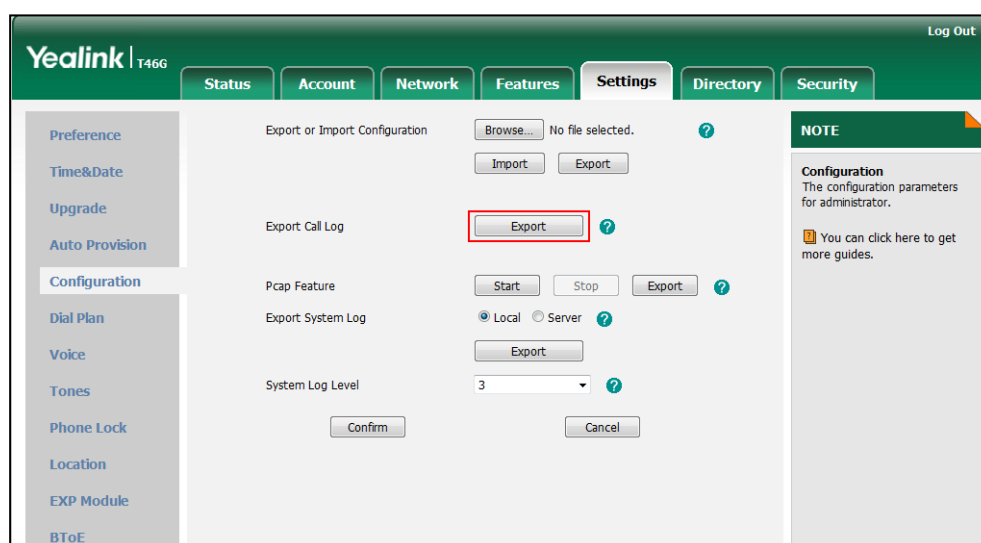 Log Out
Yealink | T46G
Status Account Network Features Settings Directory Security
Preference
Time&Date
Upgrade
Auto Provision
Configuration
Dial Plan
Voice
Tones
Phone Lock
Location
EXP Module
BToE
Export or Import Configuration Browse... No file selected. ?
Import Export
Export Call Log Export ?
Pcap Feature Start Stop Export ?
Export System Log Local Server ?
Export
System Log Level 3 ?
Confirm Cancel
NOTE
Configuration
The configuration parameters
for administrator.
? You can click here to get
more guides.